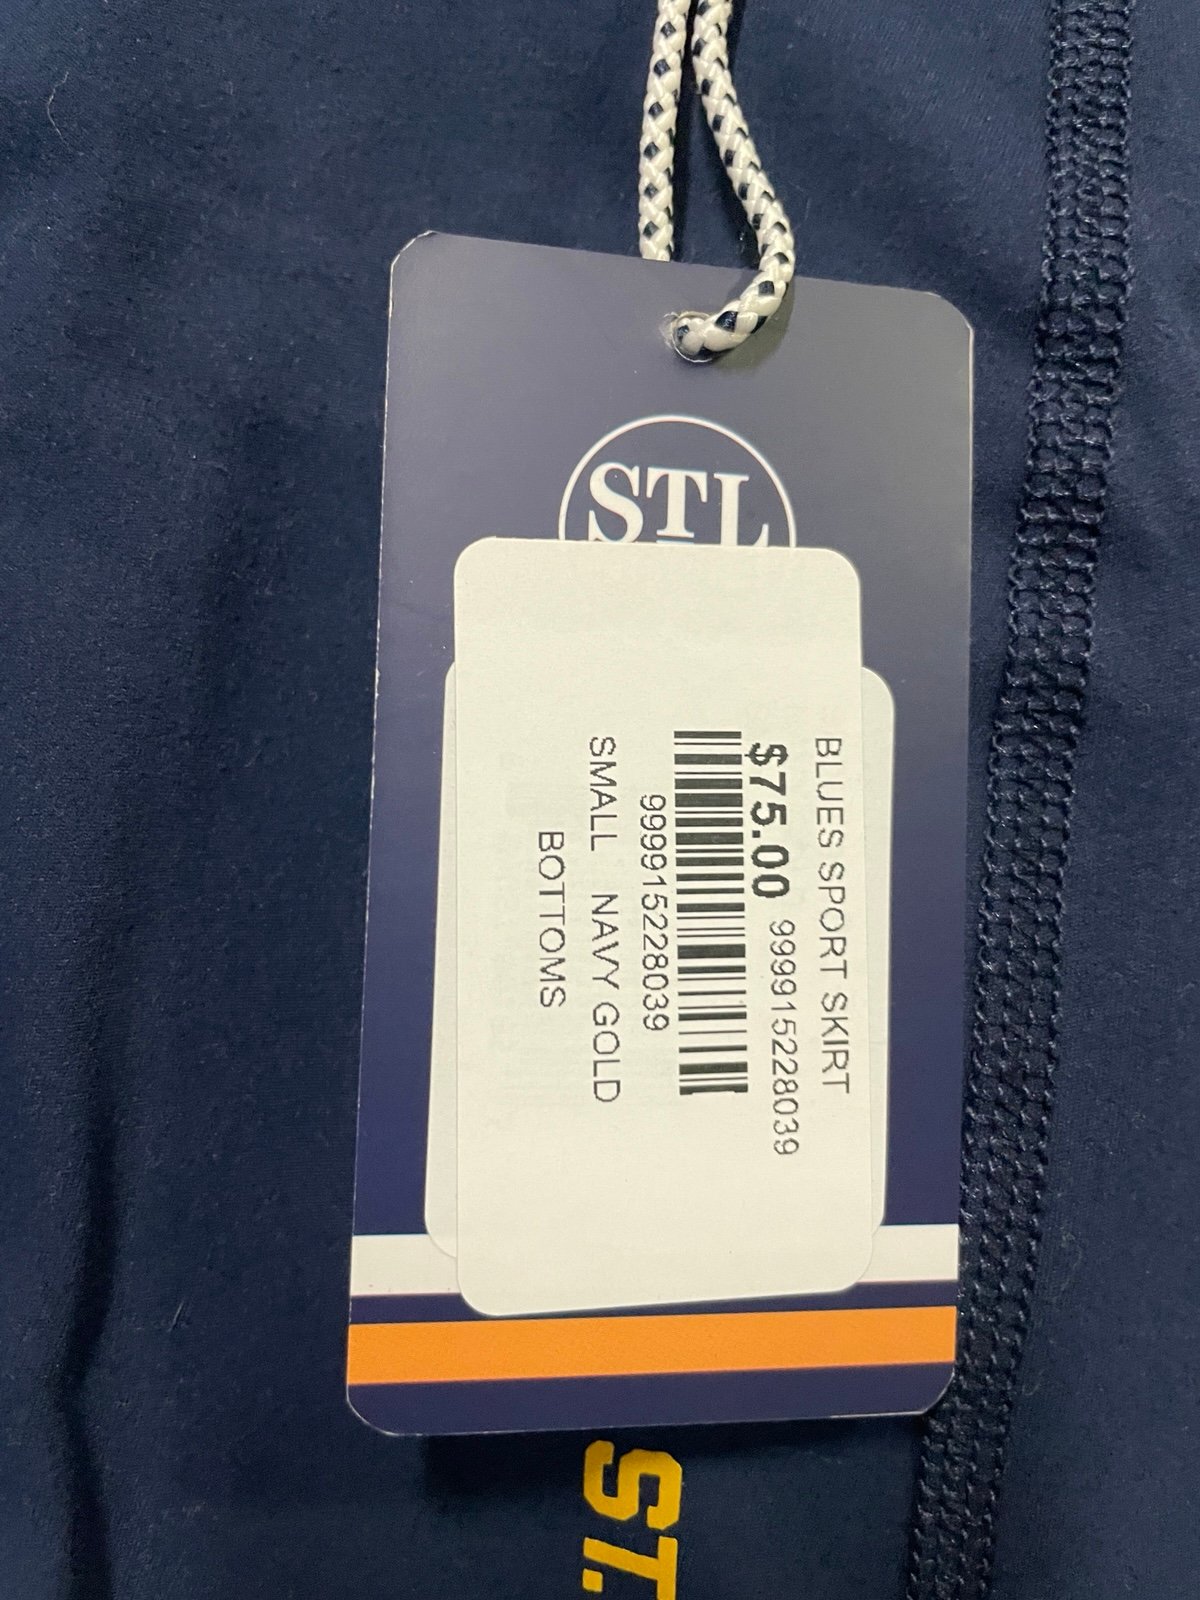 STL
BLUES SPORT SKIRT
$75.00 999915228039
999915228039
SMALL NAVY GOLD
BOTTOMS
ST.